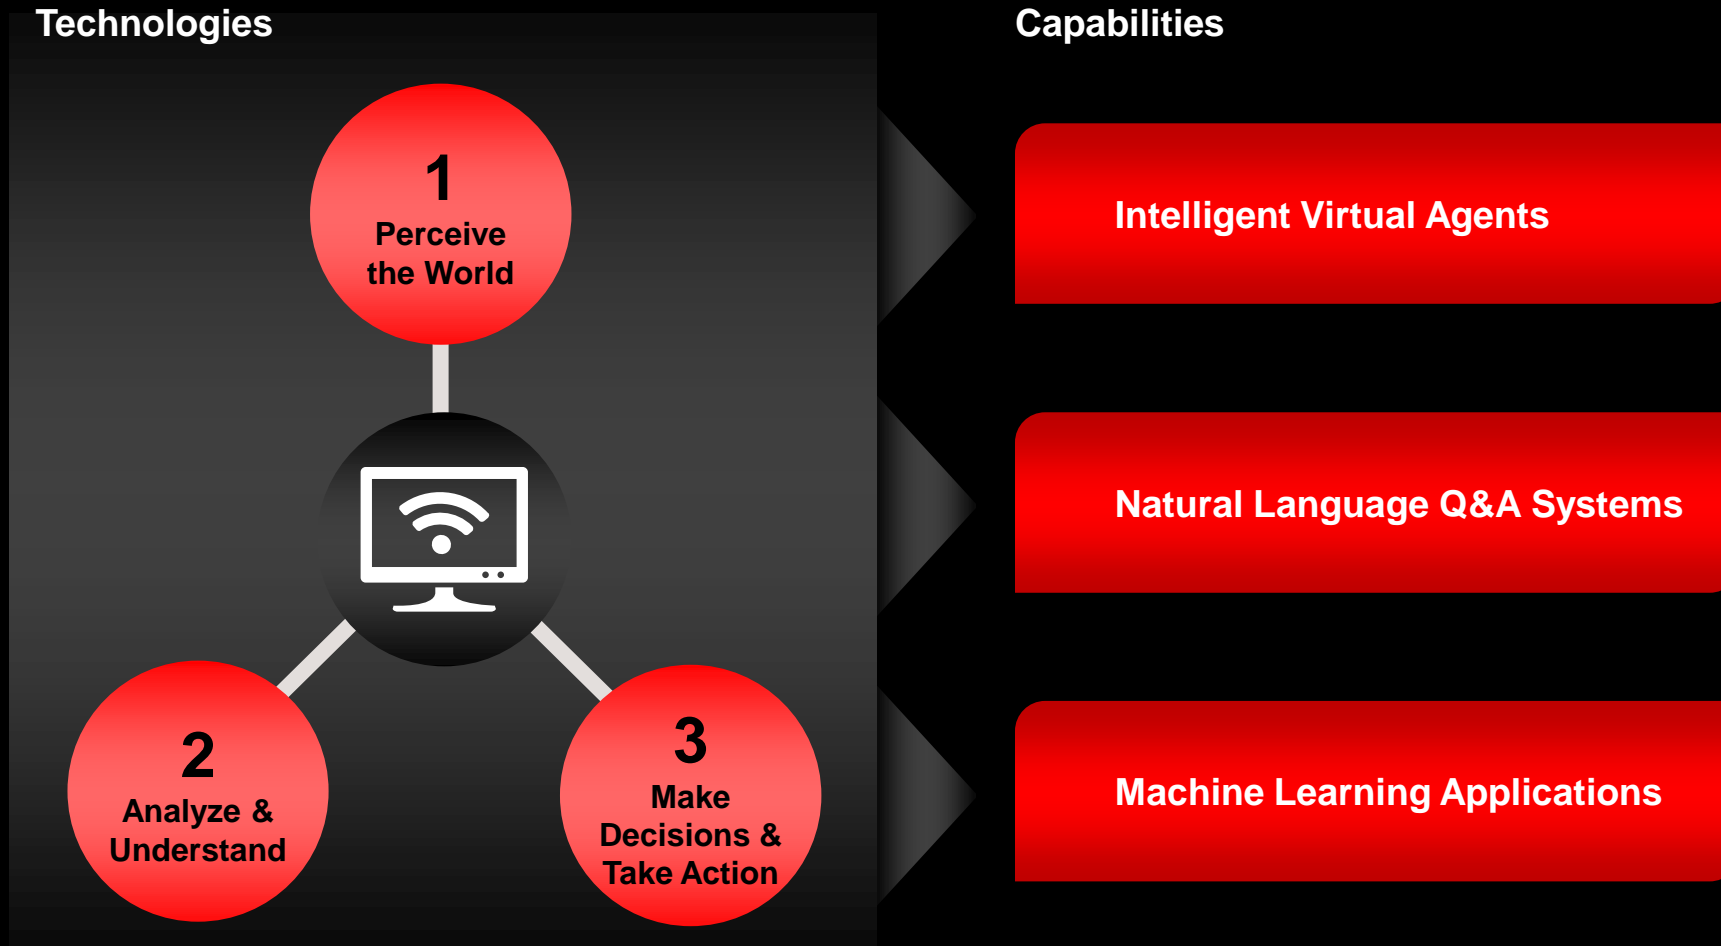 Technologies
1
Perceive
the World
2
Analyze &
Understand
3
Make
Decisions &
Take Action
Capabilities
Intelligent Virtual Agents
Natural Language Q&A Systems
Machine Learning Applications